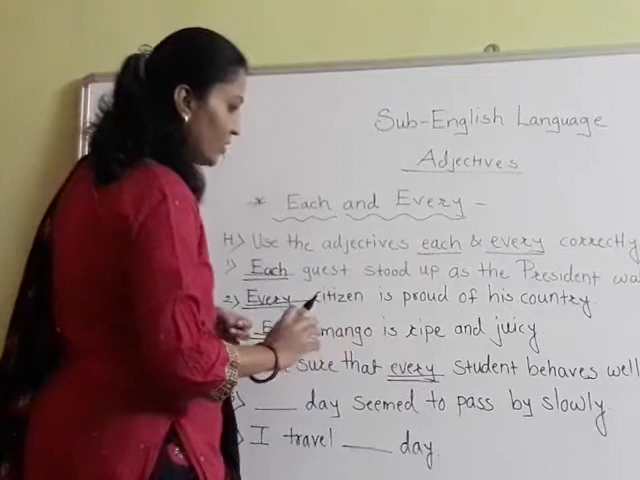 Sub-English Language
Adjectives
* Each and Every -
H> Use the adjectives each & every correctly
1) Each guest stood up as the President
2) Every citizen is proud of his country.
mango is ripe and juicy
sure that every student behaves well
____ day seemed to pass by slowly.
I travel ____ day.